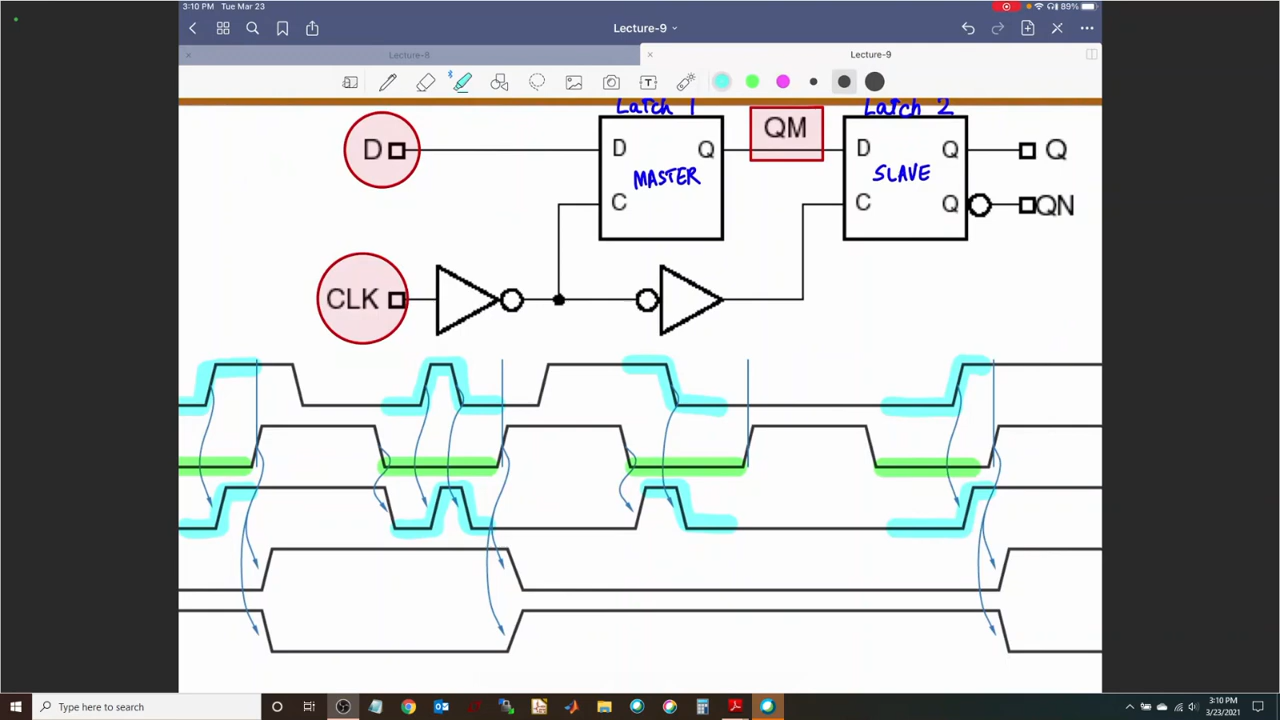 3:10 PM Tue Mar 23
89%
Lecture-9
Lecture-8
Lecture-9
T
Latch 1
Latch 2
D
D
Q
QM
D
Q
Q
MASTER
SLAVE
C
C
Q
QN
CLK
Type here to search
3:10 PM
3/23/2021